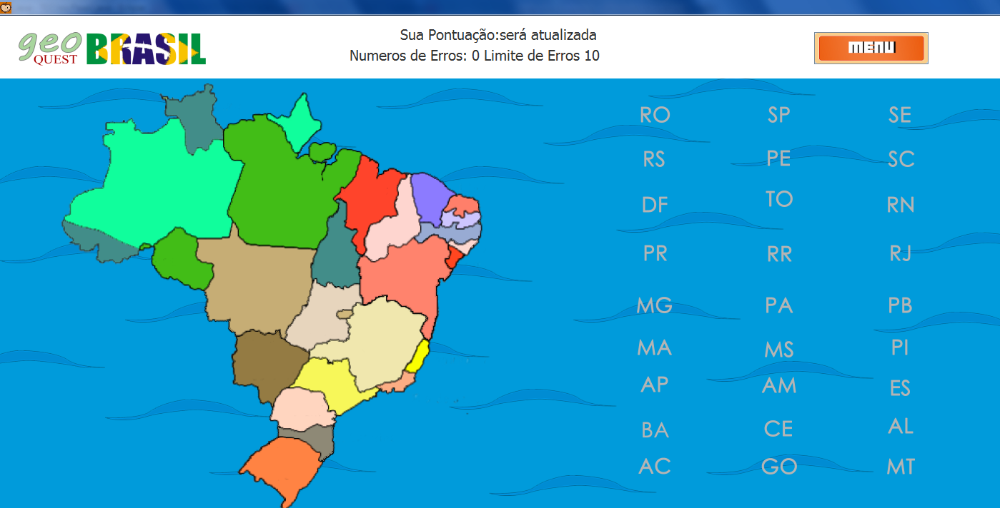 geo
QUEST
BRASIL
Sua Pontuação:será atualizada
Numeros de Erros: 0 Limite de Erros 10
MENU
RO SP SE
RS PE SC
DF TO RN
PR RR RJ
MG PA PB
MA MS PI
AP AM ES
BA CE AL
AC GO MT